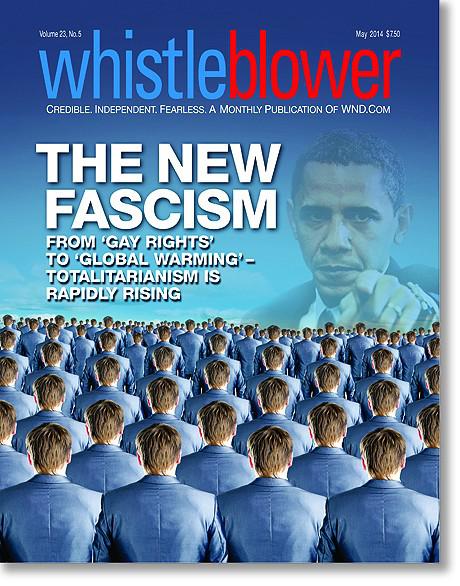 Volume 23, No.5 May 2014 $7.50
whistleblower
CREDIBLE. INDEPENDENT. FEARLESS. A MONTHLY PUBLICATION OF WND.COM
THE NEW
FASCISM
FROM ‘GAY RIGHTS’
TO ‘GLOBAL WARMING’ –
TOTALITARIANISM IS
RAPIDLY RISING